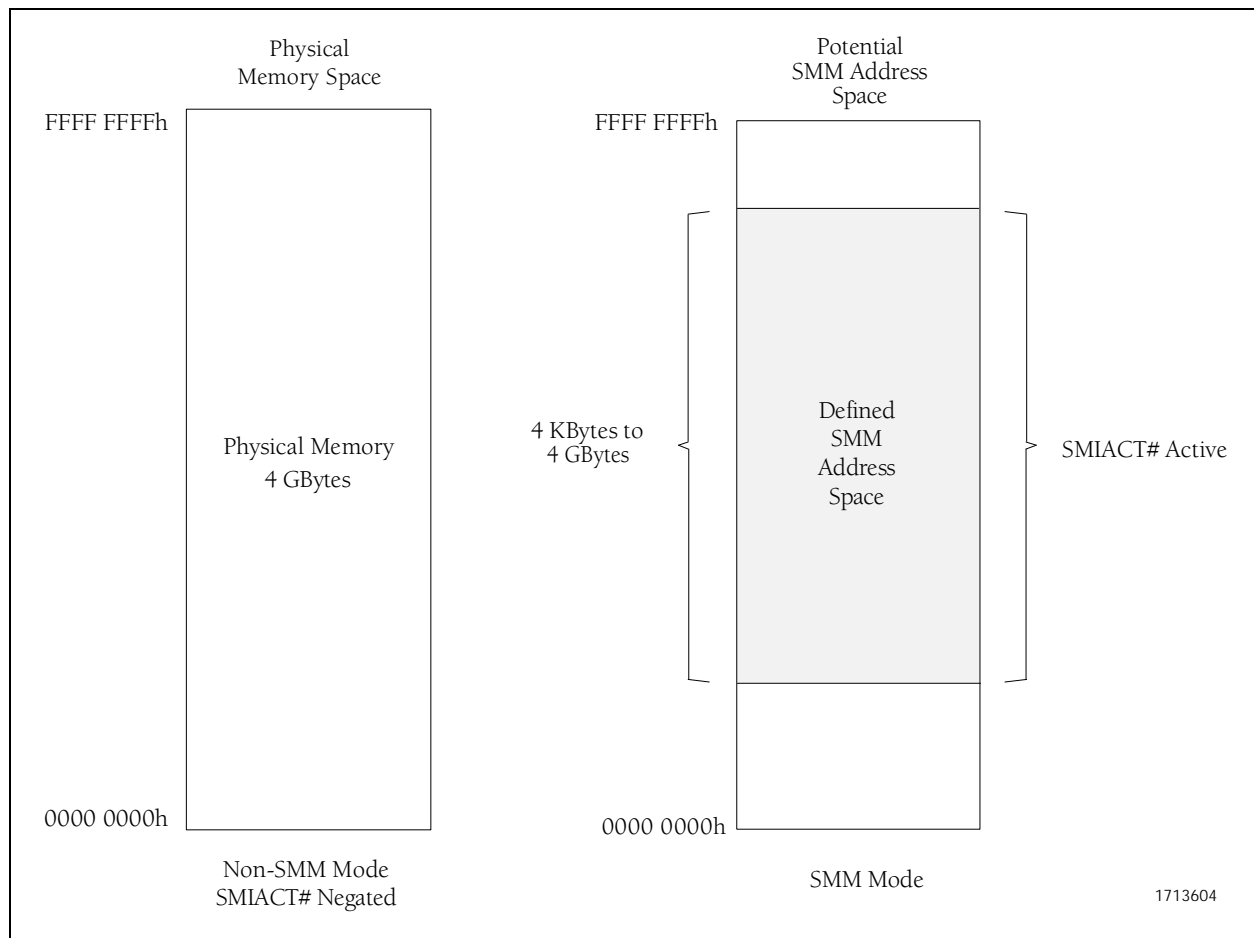 Physical
Memory Space
FFFF FFFFh
Physical Memory
4 GBytes
0000 0000h
Non-SMM Mode
SMIACT# Negated
Potential
SMM Address
Space
FFFF FFFFh
4 KBytes to
4 GBytes
Defined
SMM
Address
Space
SMIACT# Active
0000 0000h
SMM Mode
1713604